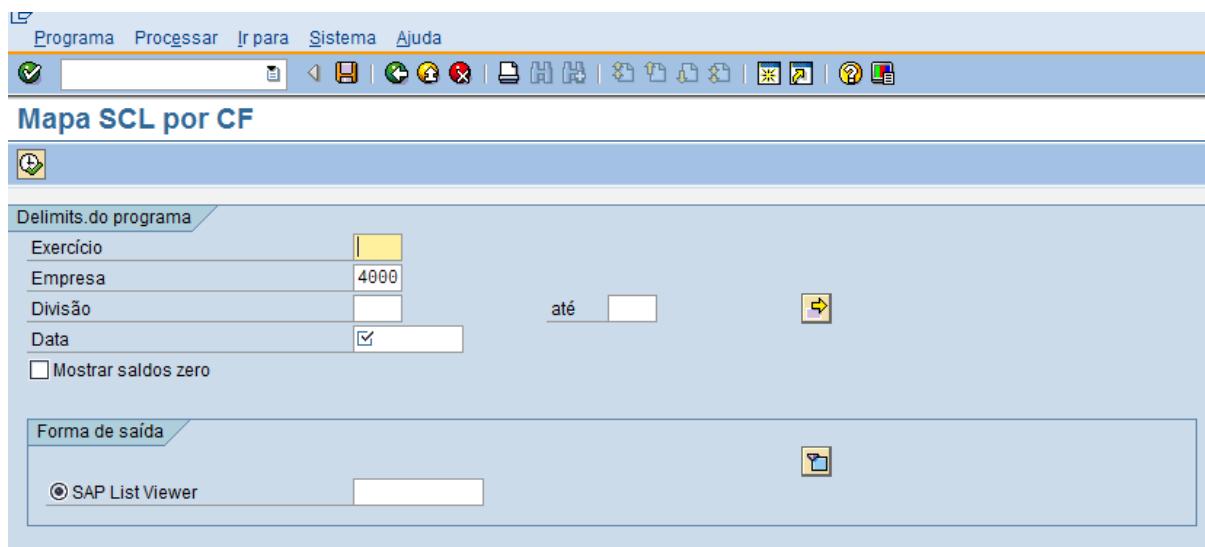 Programa Processar Ir para Sistema Ajuda
Mapa SCL por CF
Delimits.do programa
Exercício
Empresa 4000
Divisão até
Data
Mostrar saldos zero
Forma de saída
SAP List Viewer